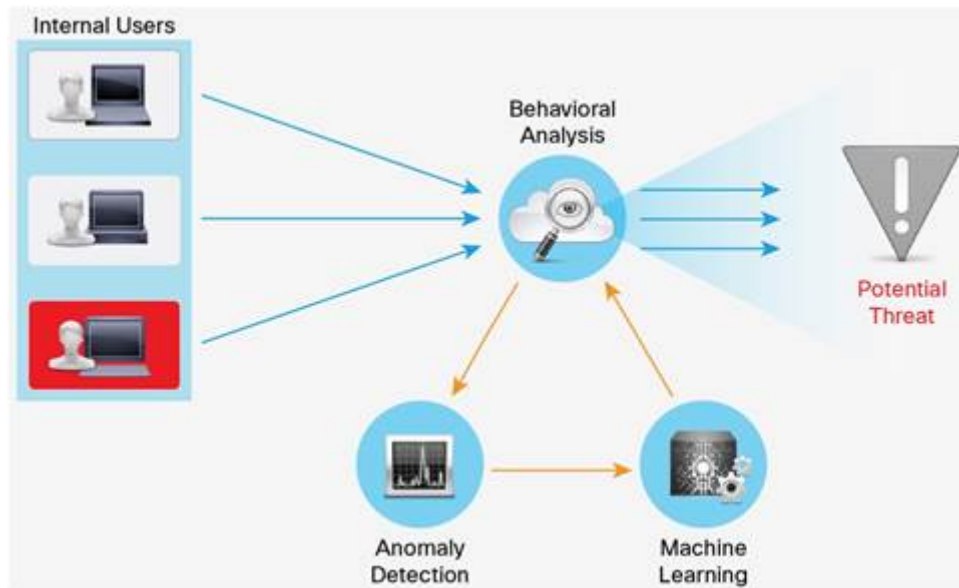 Internal Users
Behavioral
Analysis
Potential
Threat
Anomaly
Detection
Machine
Learning